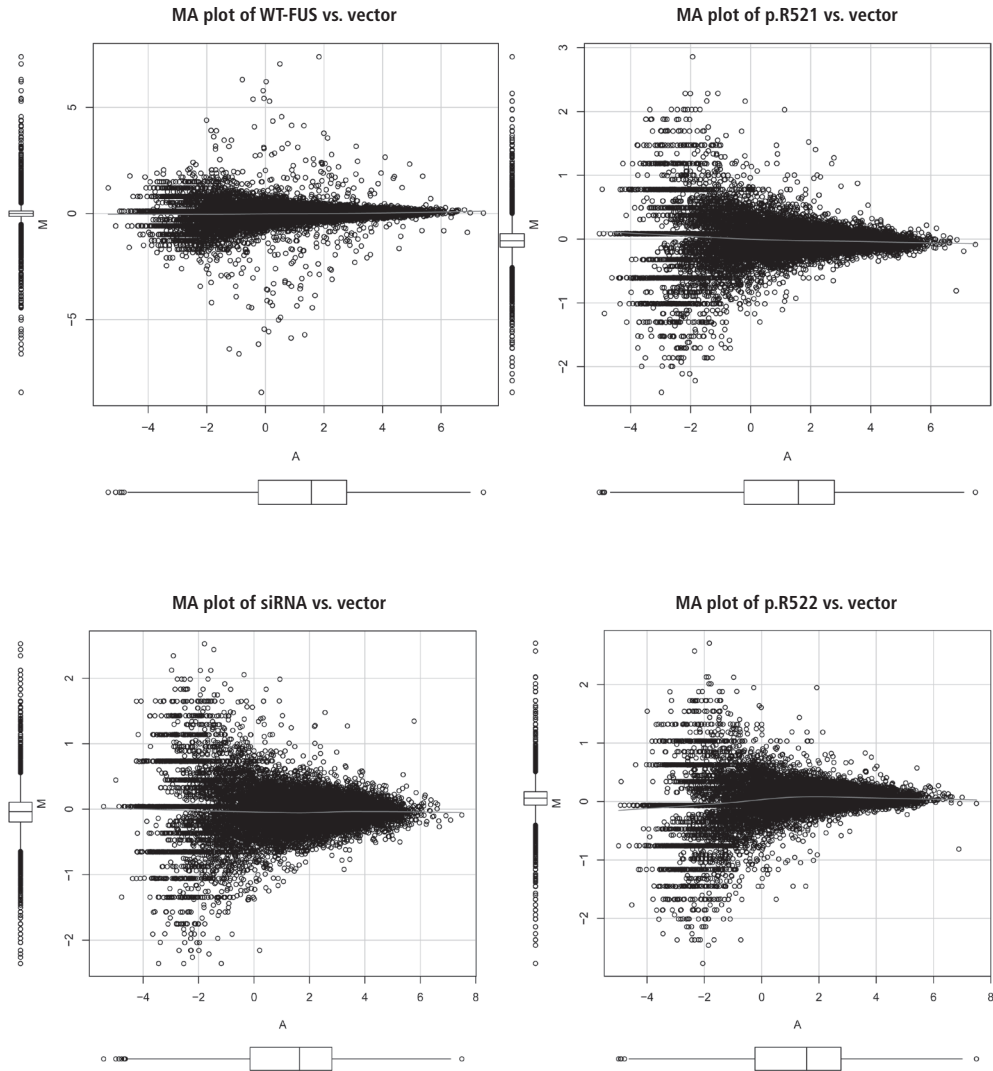 MA plot of WT-FUS vs. vector
5
0
−5
M
−4 −2 0 2 4 6
A
MA plot of p.R521 vs. vector
3
2
1
0
−1
−2
M
−4 −2 0 2 4 6
A
MA plot of siRNA vs. vector
2
1
0
−1
−2
M
−4 −2 0 2 4 6 8
A
MA plot of p.R522 vs. vector
2
1
0
−1
−2
M
−4 −2 0 2 4 6 8
A